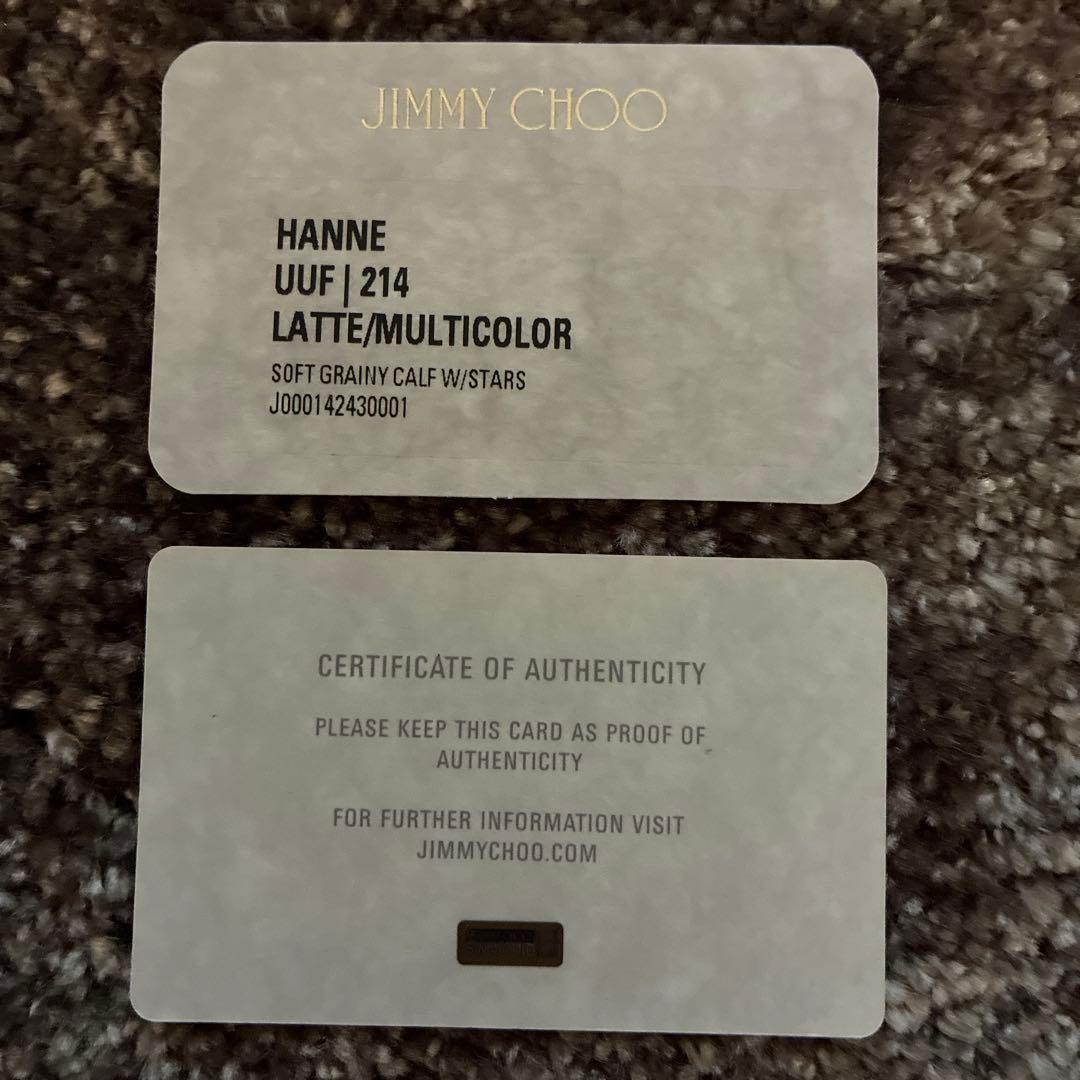 JIMMY CHOO
HANNE
UUF | 214
LATTE/MULTICOLOR
SOFT GRAINY CALF W/STARS
J000142430001
CERTIFICATE OF AUTHENTICITY
PLEASE KEEP THIS CARD AS PROOF OF
AUTHENTICITY
FOR FURTHER INFORMATION VISIT
JIMMYCHOO.COM